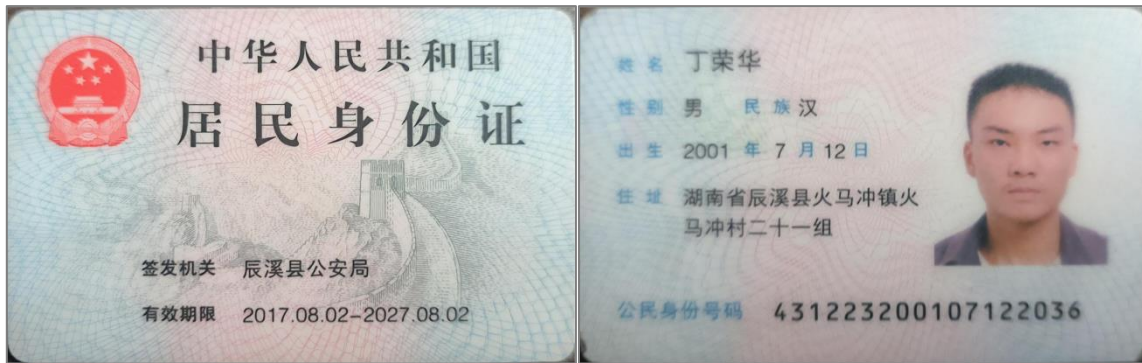 中华人民共和国
居民身份证
签发机关 辰溪县公安局
有效期限 2017.08.02-2027.08.02
姓名 丁荣华
性别 男 民族 汉
出生 2001 年 7 月 12 日
住址 湖南省辰溪县火马冲镇火
马冲村二十一组
公民身份号码 431223200107122036